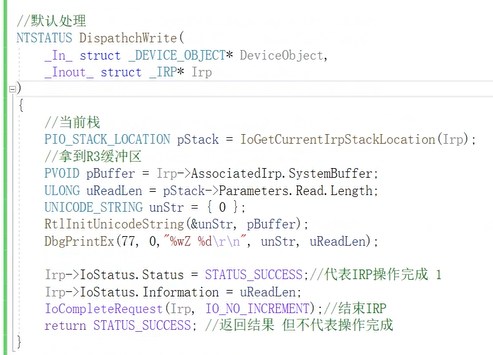 //默认处理
NTSTATUS DispathchWrite(
_In_ struct _DEVICE_OBJECT* DeviceObject,
_Inout_ struct _IRP* Irp
)
{
//当前栈
PIO_STACK_LOCATION pStack = IoGetCurrentIrpStackLocation(Irp);
//拿到R3缓冲区
PVOID pBuffer = Irp->AssociatedIrp.SystemBuffer;
ULONG uReadLen = pStack->Parameters.Read.Length;
UNICODE_STRING unStr = { 0 };
RtlInitUnicodeString(&unStr, pBuffer);
DbgPrintEx(77, 0,"%wZ %d\r\n", unStr, uReadLen);
Irp->IoStatus.Status = STATUS_SUCCESS;//代表IRP操作完成 1
Irp->IoStatus.Information = uReadLen;
IoCompleteRequest(Irp, IO_NO_INCREMENT);//结束IRP
return STATUS_SUCCESS; //返回结果 但不代表操作完成
}